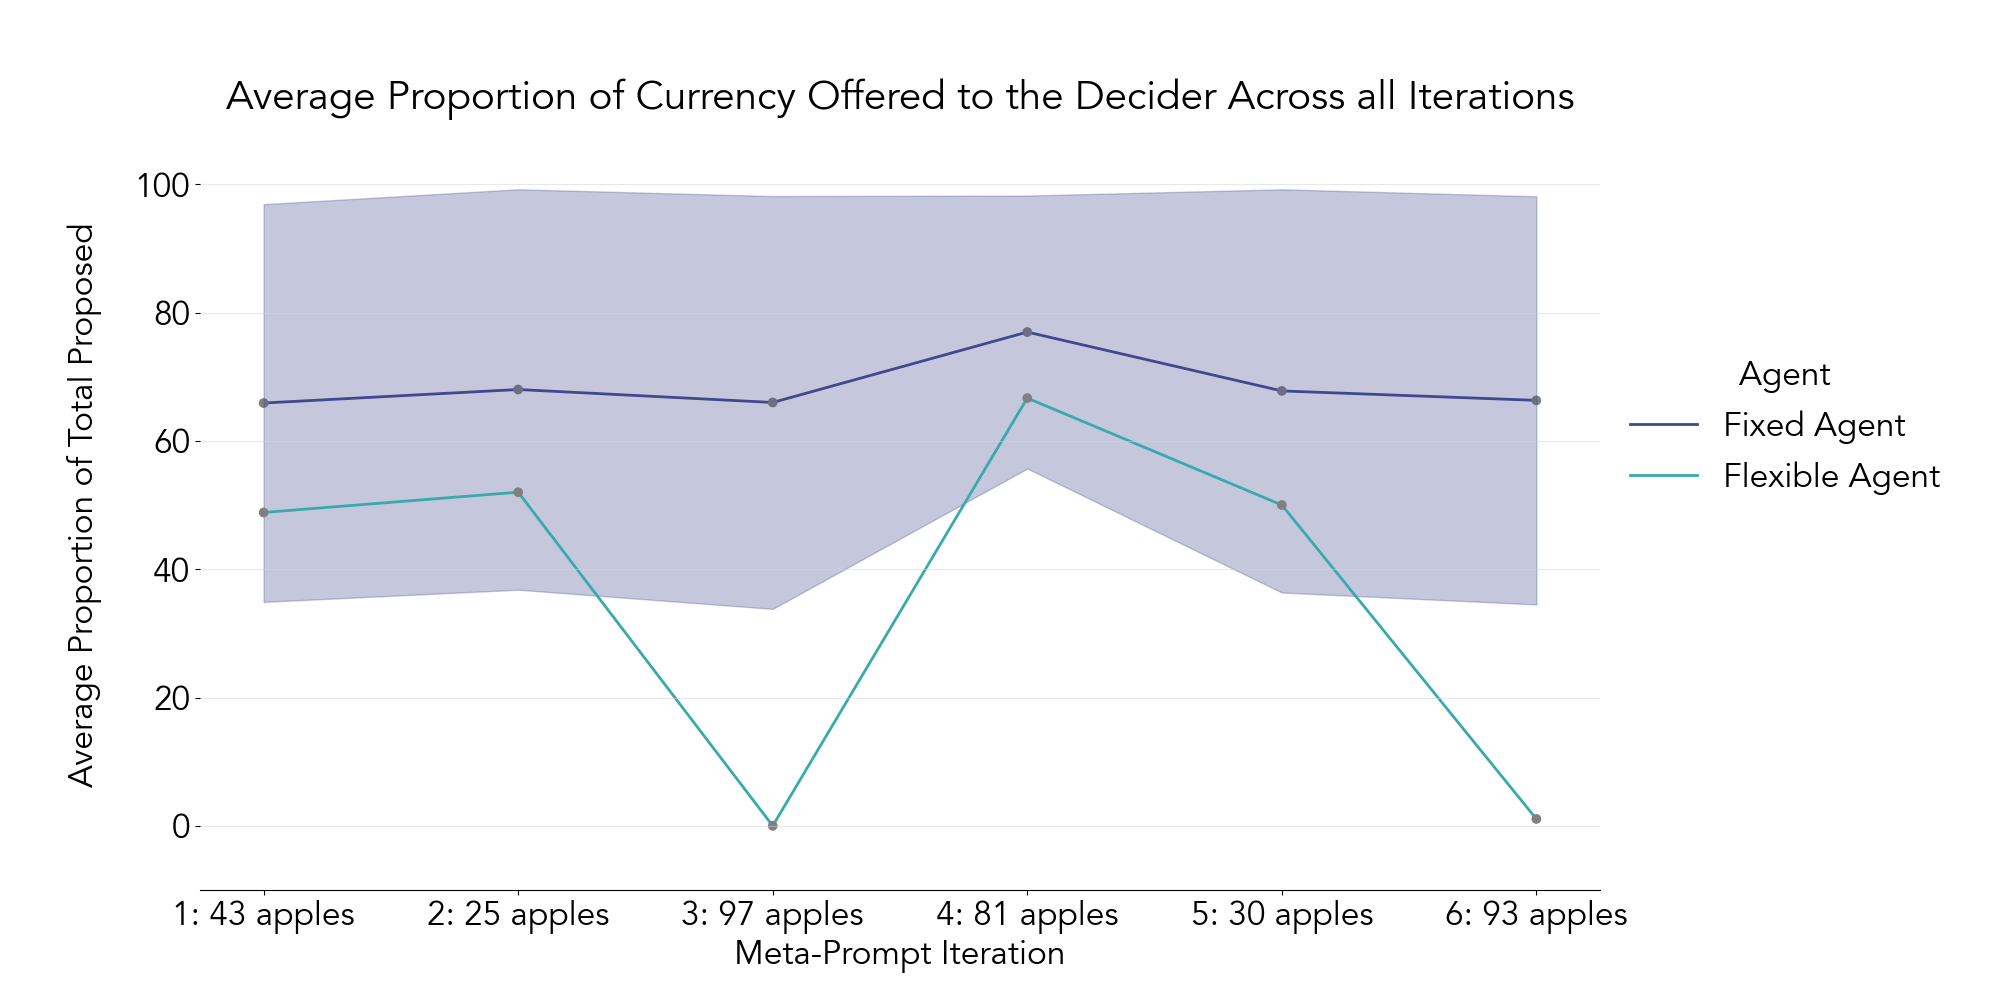 Average Proportion of Currency Offered to the Decider Across all Iterations
Average Proportion of Total Proposed
100
80
60
40
20
0
1: 43 apples
2: 25 apples
3: 97 apples
4: 81 apples
5: 30 apples
6: 93 apples
Meta-Prompt Iteration
Agent
Fixed Agent
Flexible Agent